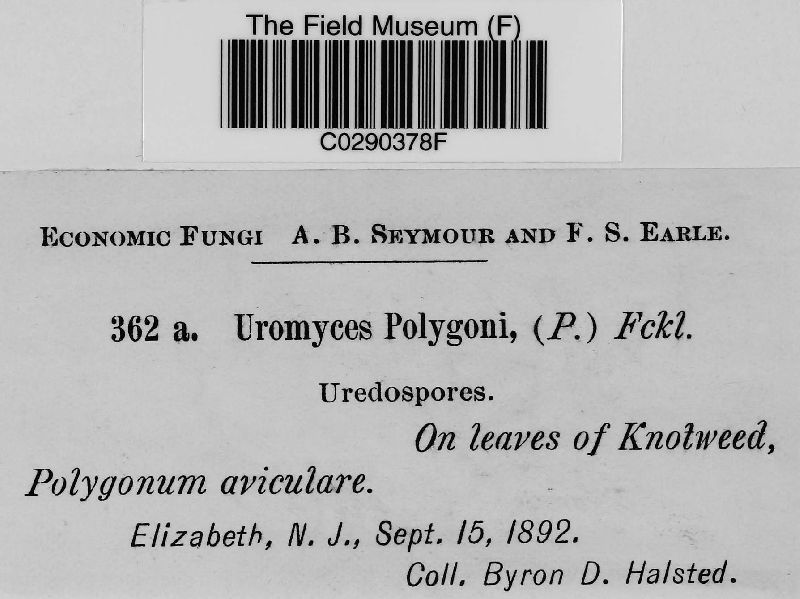 The Field Museum (F)
C0290378F
Economic Fungi A. B. Seymour and F. S. Earle.
362 a. Uromyces Polygoni, (P.) Fckl.
Uredospores.
On leaves of Knotweed,
Polygonum aviculare.
Elizabeth, N. J., Sept. 15, 1892.
Coll. Byron D. Halsted.